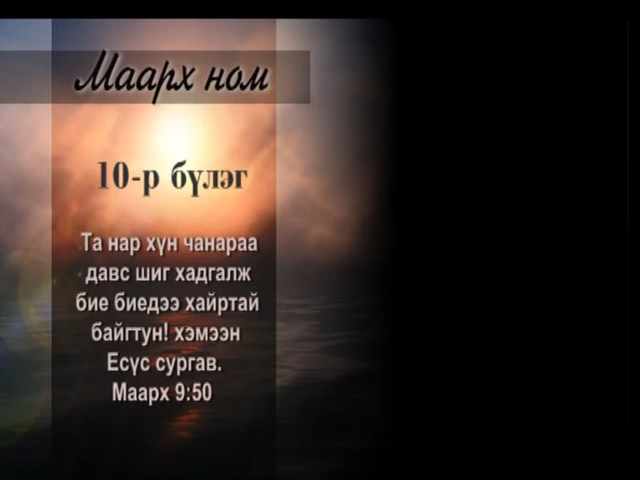 Маарх ном
10-р бүлэг
Та нар хүн чанараа
давс шиг хадгалж
бие биедээ хайртай
байгтун! хэмээн
Есүс сургав.
Маарх 9:50